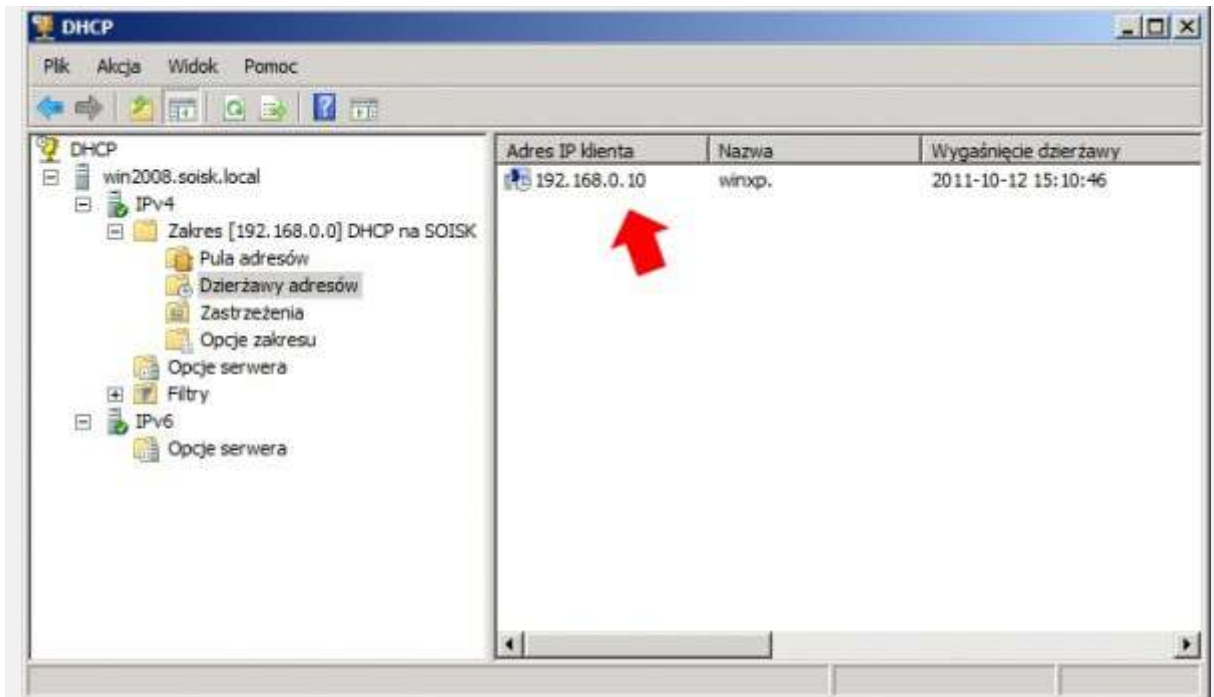 DHCP
Plik Akcja Widok Pomoc
DHCP
win2008.soisk.local
IPv4
Zakres [192.168.0.0] DHCP na SOISK
Pula adresów
Dzierżawy adresów
Zastrzeżenia
Opcje zakresu
Opcje serwera
Filtry
IPv6
Opcje serwera
Adres IP klienta Nazwa Wygaśnięcie dzierżawy
192.168.0.10 winxp. 2011-10-12 15:10:46